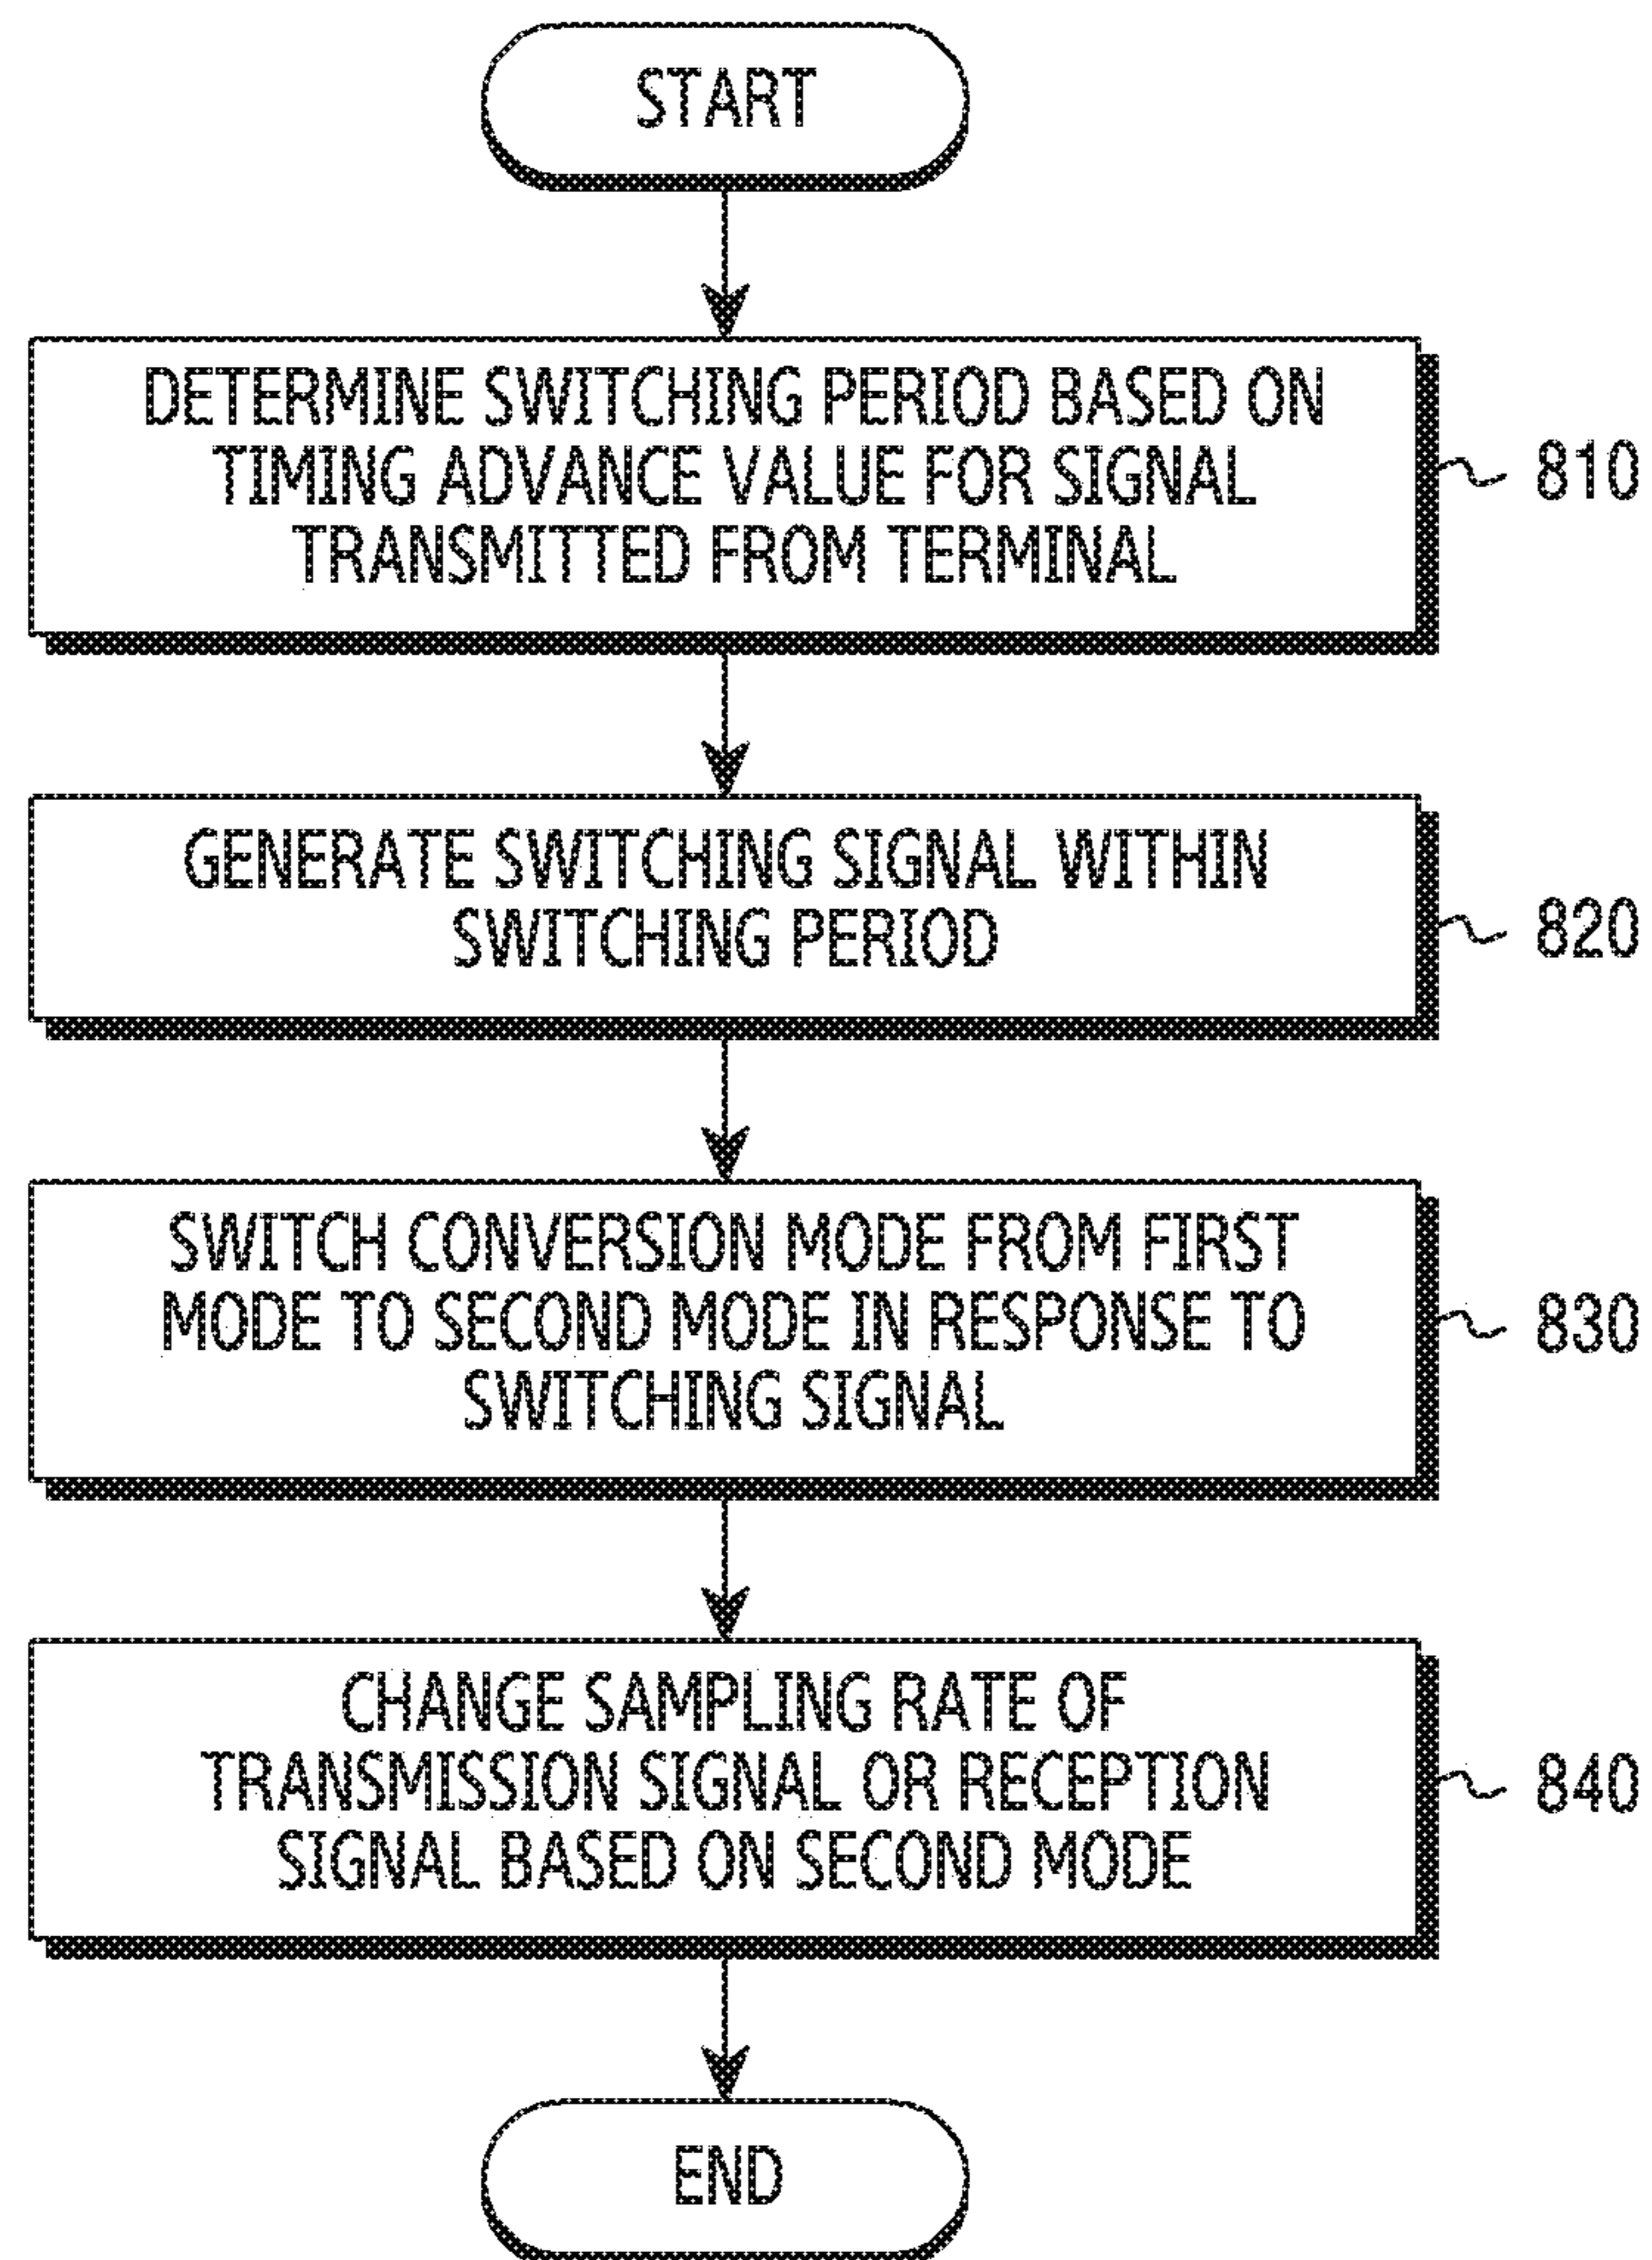 START
DETERMINE SWITCHING PERIOD BASED ON
TIMING ADVANCE VALUE FOR SIGNAL
TRANSMITTED FROM TERMINAL
810
GENERATE SWITCHING SIGNAL WITHIN
SWITCHING PERIOD
820
SWITCH CONVERSION MODE FROM FIRST
MODE TO SECOND MODE IN RESPONSE TO
SWITCHING SIGNAL
830
CHANGE SAMPLING RATE OF
TRANSMISSION SIGNAL OR RECEPTION
SIGNAL BASED ON SECOND MODE
840
END